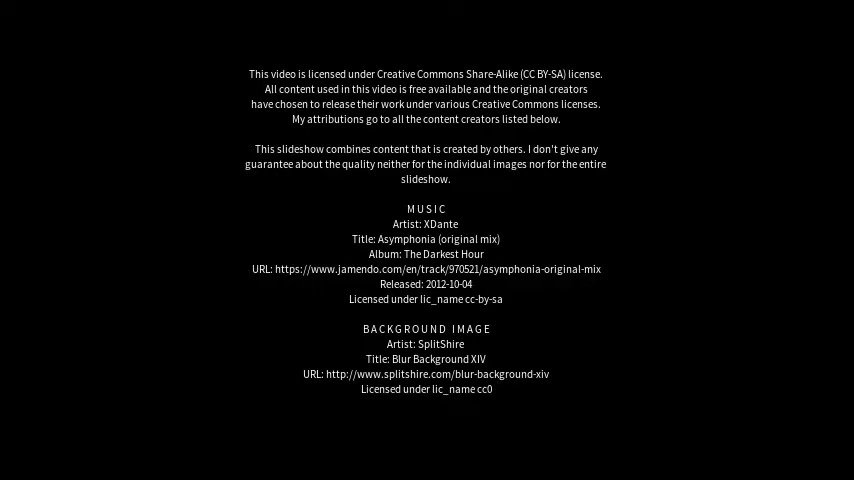 This video is licensed under Creative Commons Share-Alike (CC BY-SA) license.
All content used in this video is free available and the original creators
have chosen to release their work under various Creative Commons licenses.
My attributions go to all the content creators listed below.
This slideshow combines content that is created by others. I don't give any
guarantee about the quality neither for the individual images nor for the entire
slideshow.
MUSIC
Artist: XDante
Title: Asymphonia (original mix)
Album: The Darkest Hour
URL: https://www.jamendo.com/en/track/970521/asymphonia-original-mix
Released: 2012-10-04
Licensed under lic_name cc-by-sa
BACKGROUND IMAGE
Artist: SplitShire
Title: Blur Background XIV
URL: http://www.splitshire.com/blur-background-xiv
Licensed under lic_name cc0